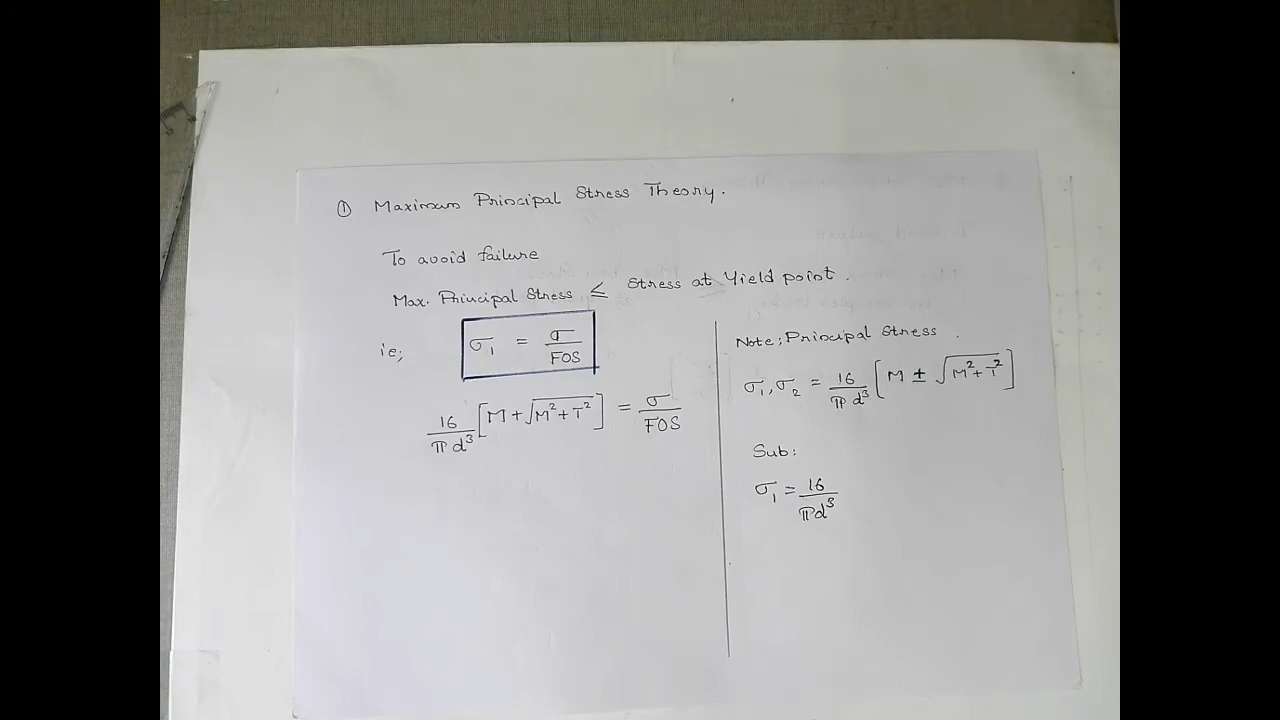 ① Maximum Principal Stress Theory.
To avoid failure
Max. Principal Stress ≤ Stress at Yield point.
ie; σ₁ = σ/FOS
16/πd³ [M + √(M² + T²)] = σ/FOS
Note; Principal Stress.
σ₁, σ₂ = 16/πd³ [M ± √(M² + T²)]
Sub:
σ₁ = 16/πd³